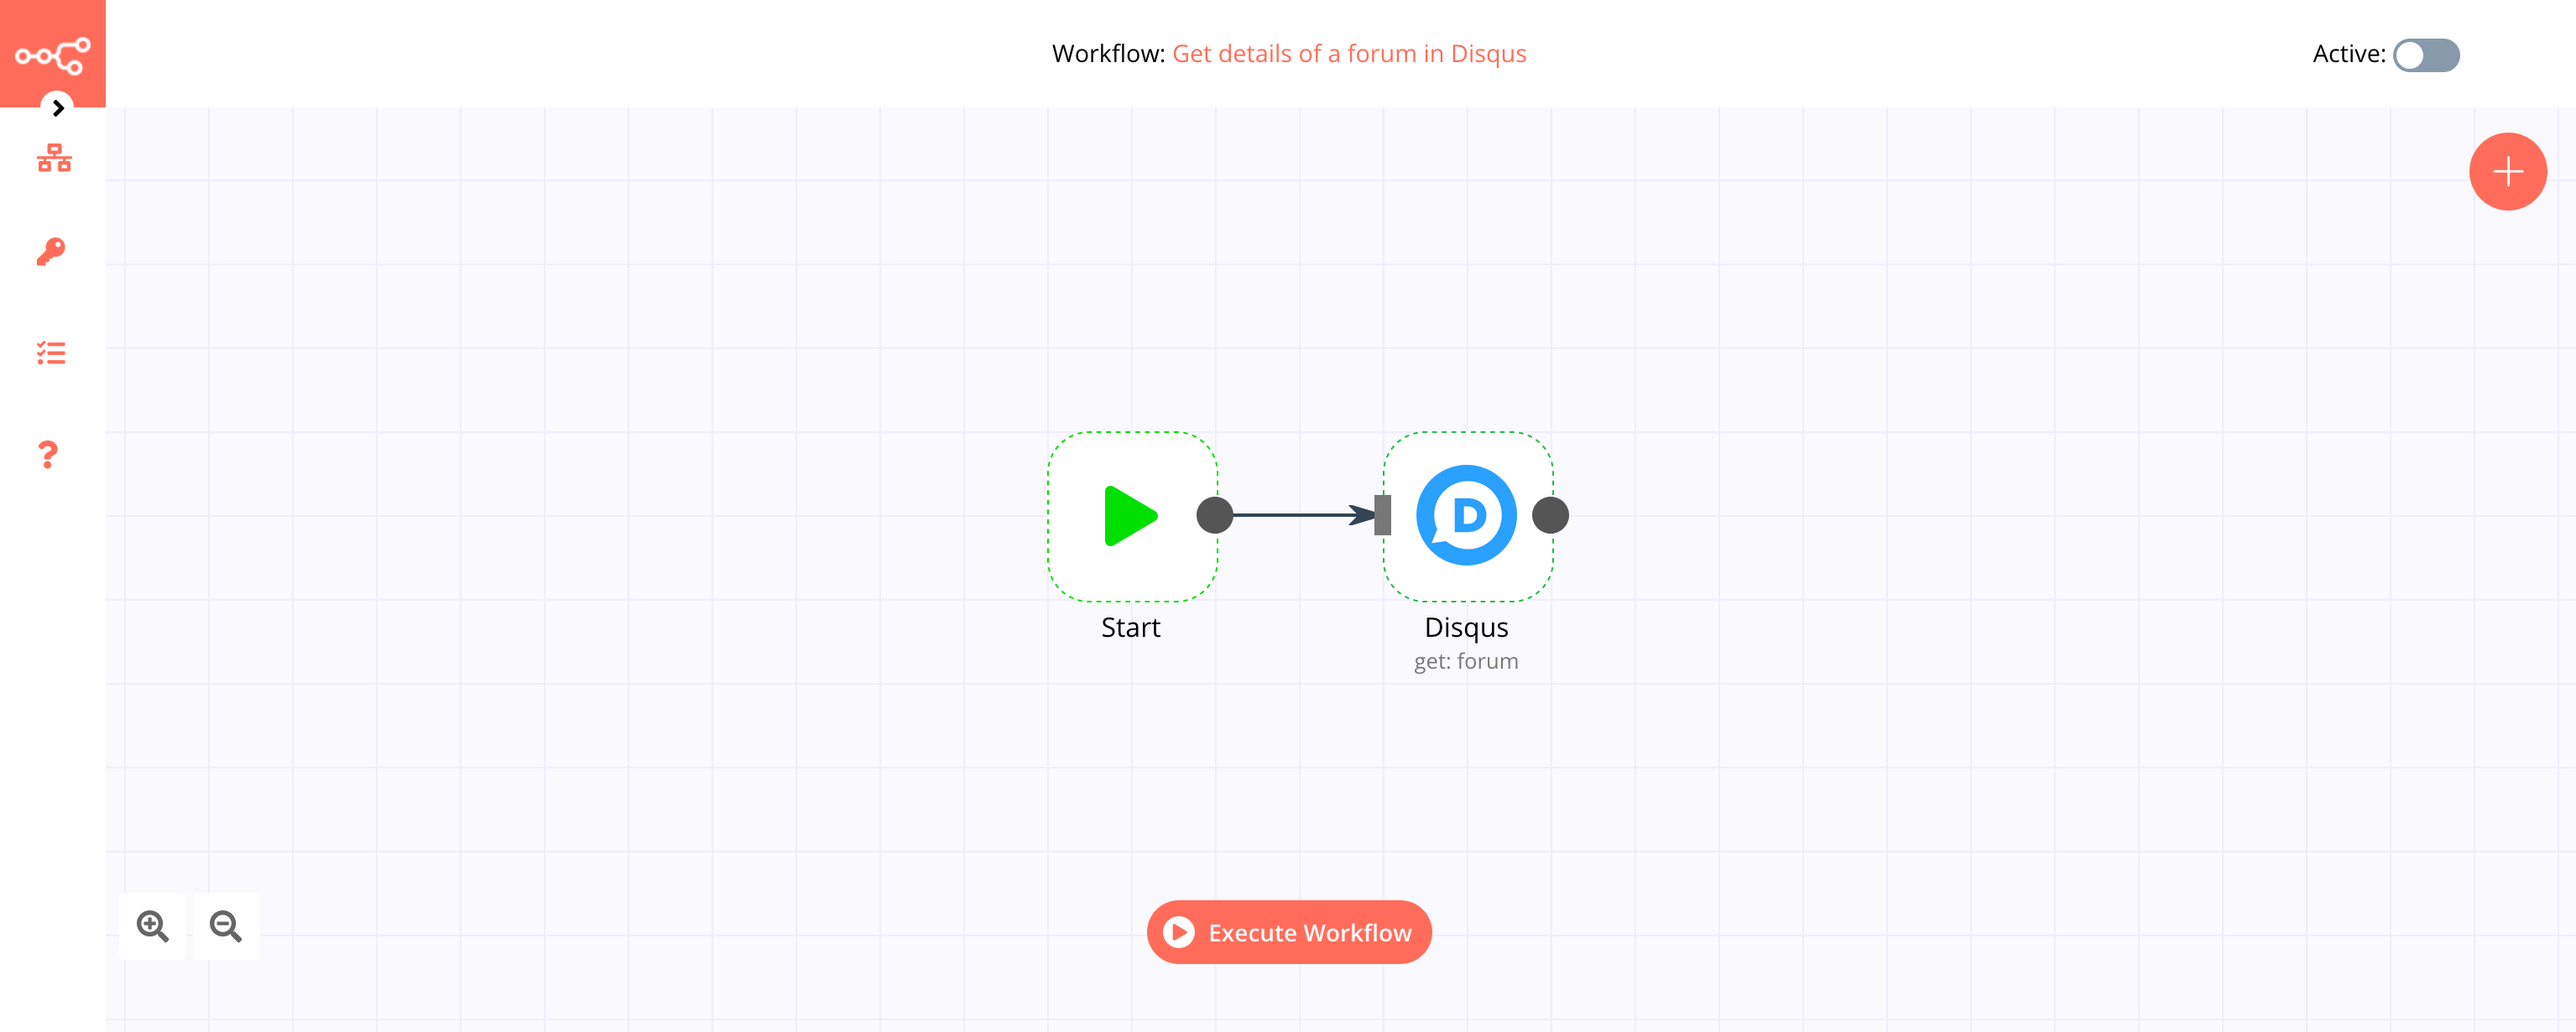 Workflow: Get details of a forum in Disqus
Active:
Start
Disqus
get: forum
Execute Workflow